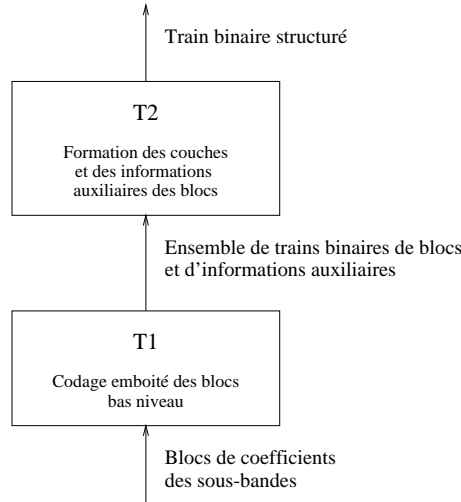 Train binaire structuré
T2
Formation des couches
et des informations
auxiliaires des blocs
Ensemble de trains binaires de blocs
et d'informations auxiliaires
T1
Codage emboité des blocs
bas niveau
Blocs de coefficients
des sous-bandes